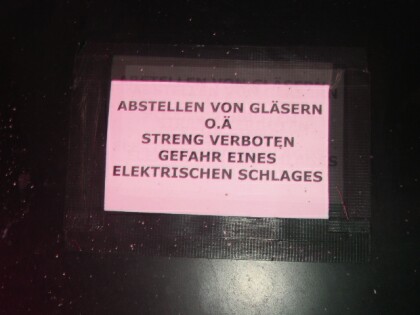 ABSTELLEN VON GLÄSERN
O.Ä
STRENG VERBOTEN
GEFAHR EINES
ELEKTRISCHEN SCHLAGES